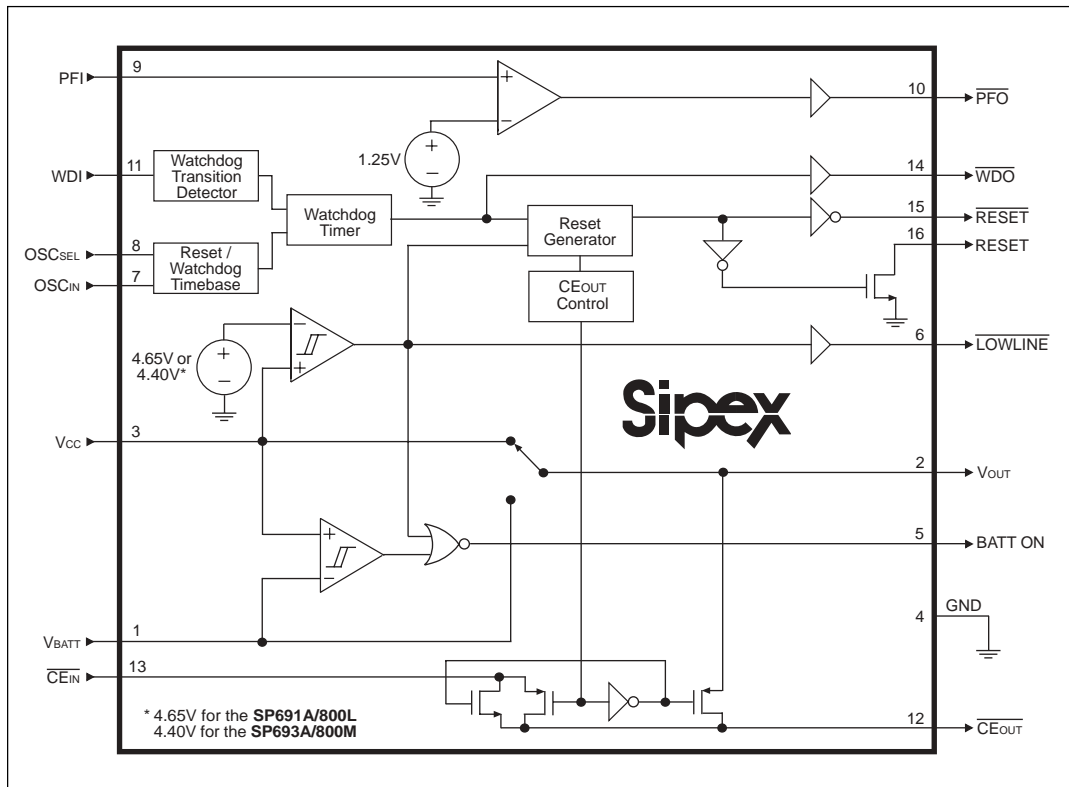 PFI
9
+
−
10
PFO
+
−
1.25V
WDI
11
Watchdog
Transition
Detector
14
WDO
Watchdog
Timer
Reset
Generator
15
RESET
16
RESET
OSCSEL
8
OSCIN
7
Reset /
Watchdog
Timebase
CEOUT
Control
−
+
4.65V or
4.40V*
+
−
6
LOWLINE
Sipex
VCC
3
2
VOUT
+
−
5
BATT ON
4
GND
VBATT
1
CEIN
13
* 4.65V for the SP691A/800L
4.40V for the SP693A/800M
12
CEOUT